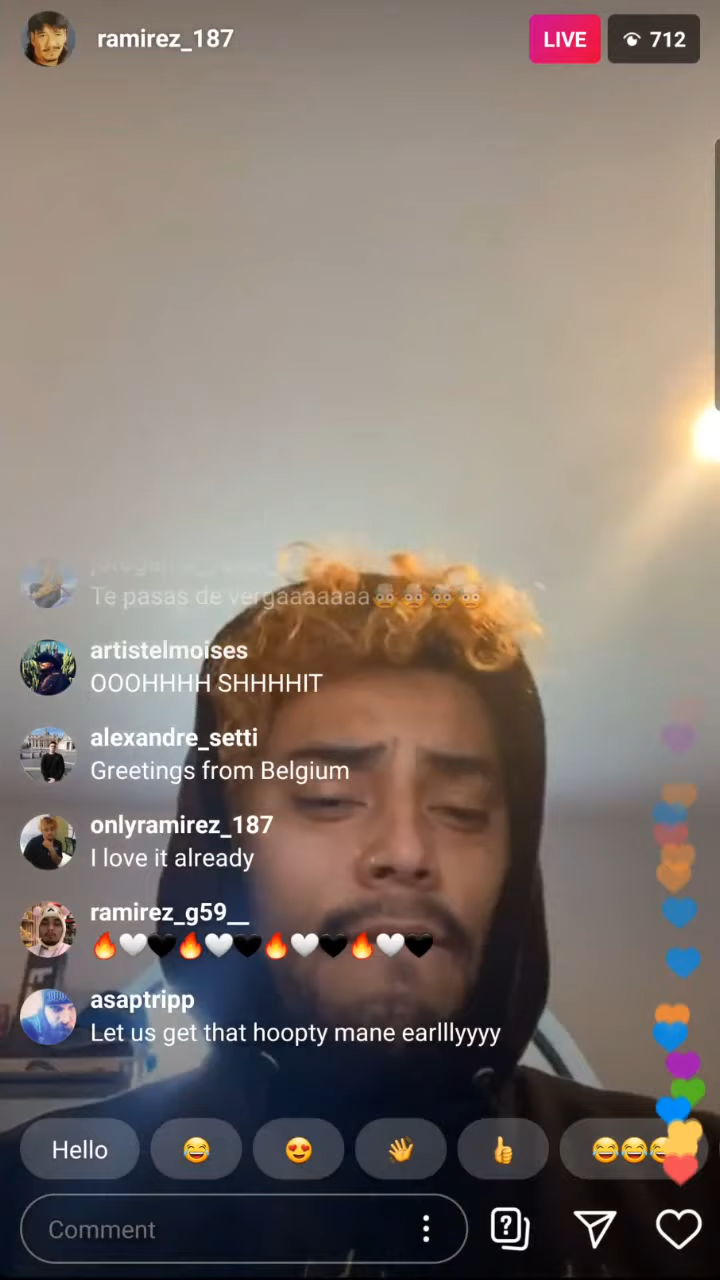 ramirez_187
LIVE
712
Te pasas de vergaaaaaaa🥵🥵🥵🥵
artistelmoises
OOOHHHH SHHHHIT
alexandre_setti
Greetings from Belgium
onlyramirez_187
I love it already
ramirez_g59__
🔥🤍🖤🔥🤍🖤🔥🤍🖤🔥🤍🖤
asaptripp
Let us get that hoopty mane earlllyyyy
Hello 😂 😍 👋 👍 😂😂😂
Comment